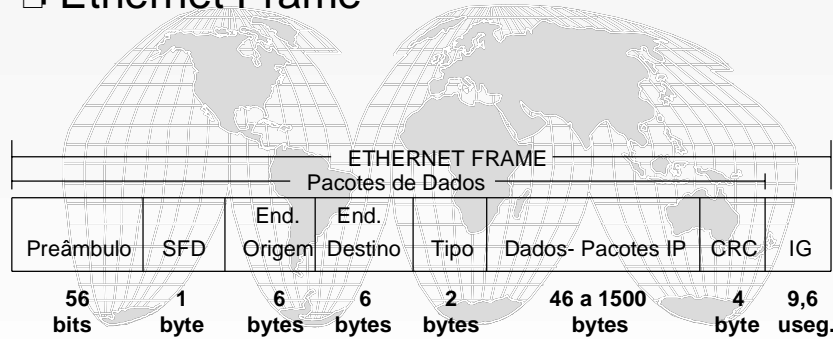 ❐ Ethernet Frame
ETHERNET FRAME
Pacotes de Dados
Preâmbulo SFD End. Origem End. Destino Tipo Dados- Pacotes IP CRC IG
56 bits 1 byte 6 bytes 6 bytes 2 bytes 46 a 1500 bytes 4 byte 9,6 useg.